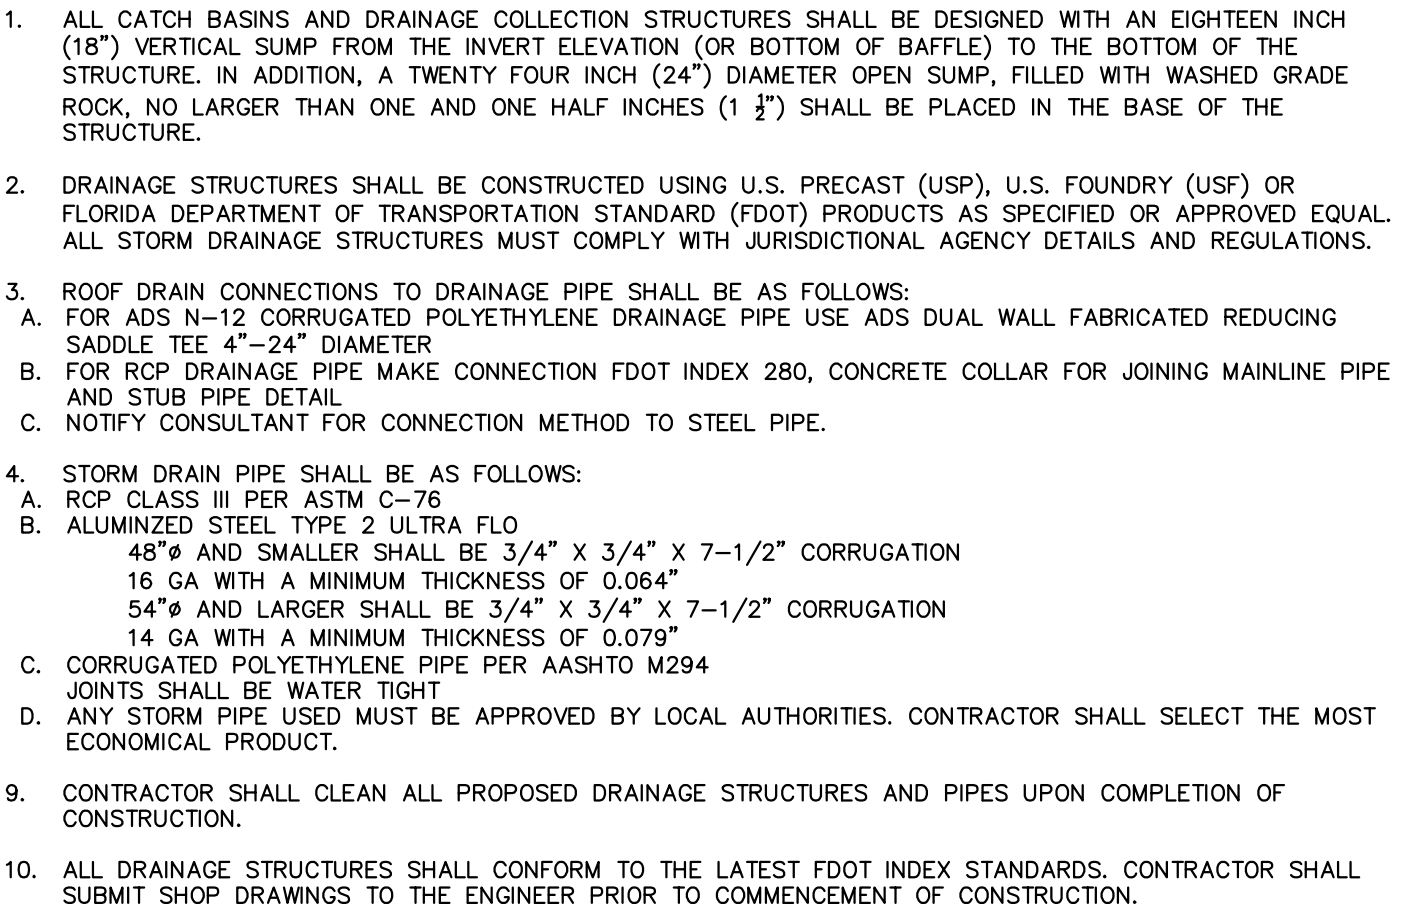 1. ALL CATCH BASINS AND DRAINAGE COLLECTION STRUCTURES SHALL BE DESIGNED WITH AN EIGHTEEN INCH
(18") VERTICAL SUMP FROM THE INVERT ELEVATION (OR BOTTOM OF BAFFLE) TO THE BOTTOM OF THE
STRUCTURE. IN ADDITION, A TWENTY FOUR INCH (24") DIAMETER OPEN SUMP, FILLED WITH WASHED GRADE
ROCK, NO LARGER THAN ONE AND ONE HALF INCHES (1 ½") SHALL BE PLACED IN THE BASE OF THE
STRUCTURE.
2. DRAINAGE STRUCTURES SHALL BE CONSTRUCTED USING U.S. PRECAST (USP), U.S. FOUNDRY (USF) OR
FLORIDA DEPARTMENT OF TRANSPORTATION STANDARD (FDOT) PRODUCTS AS SPECIFIED OR APPROVED EQUAL.
ALL STORM DRAINAGE STRUCTURES MUST COMPLY WITH JURISDICTIONAL AGENCY DETAILS AND REGULATIONS.
3. ROOF DRAIN CONNECTIONS TO DRAINAGE PIPE SHALL BE AS FOLLOWS:
A. FOR ADS N-12 CORRUGATED POLYETHYLENE DRAINAGE PIPE USE ADS DUAL WALL FABRICATED REDUCING
SADDLE TEE 4"-24" DIAMETER
B. FOR RCP DRAINAGE PIPE MAKE CONNECTION FDOT INDEX 280, CONCRETE COLLAR FOR JOINING MAINLINE PIPE
AND STUB PIPE DETAIL
C. NOTIFY CONSULTANT FOR CONNECTION METHOD TO STEEL PIPE.
4. STORM DRAIN PIPE SHALL BE AS FOLLOWS:
A. RCP CLASS III PER ASTM C-76
B. ALUMINZED STEEL TYPE 2 ULTRA FLO
48"ø AND SMALLER SHALL BE 3/4" X 3/4" X 7-1/2" CORRUGATION
16 GA WITH A MINIMUM THICKNESS OF 0.064"
54"ø AND LARGER SHALL BE 3/4" X 3/4" X 7-1/2" CORRUGATION
14 GA WITH A MINIMUM THICKNESS OF 0.079"
C. CORRUGATED POLYETHYLENE PIPE PER AASHTO M294
JOINTS SHALL BE WATER TIGHT
D. ANY STORM PIPE USED MUST BE APPROVED BY LOCAL AUTHORITIES. CONTRACTOR SHALL SELECT THE MOST
ECONOMICAL PRODUCT.
9. CONTRACTOR SHALL CLEAN ALL PROPOSED DRAINAGE STRUCTURES AND PIPES UPON COMPLETION OF
CONSTRUCTION.
10. ALL DRAINAGE STRUCTURES SHALL CONFORM TO THE LATEST FDOT INDEX STANDARDS. CONTRACTOR SHALL
SUBMIT SHOP DRAWINGS TO THE ENGINEER PRIOR TO COMMENCEMENT OF CONSTRUCTION.